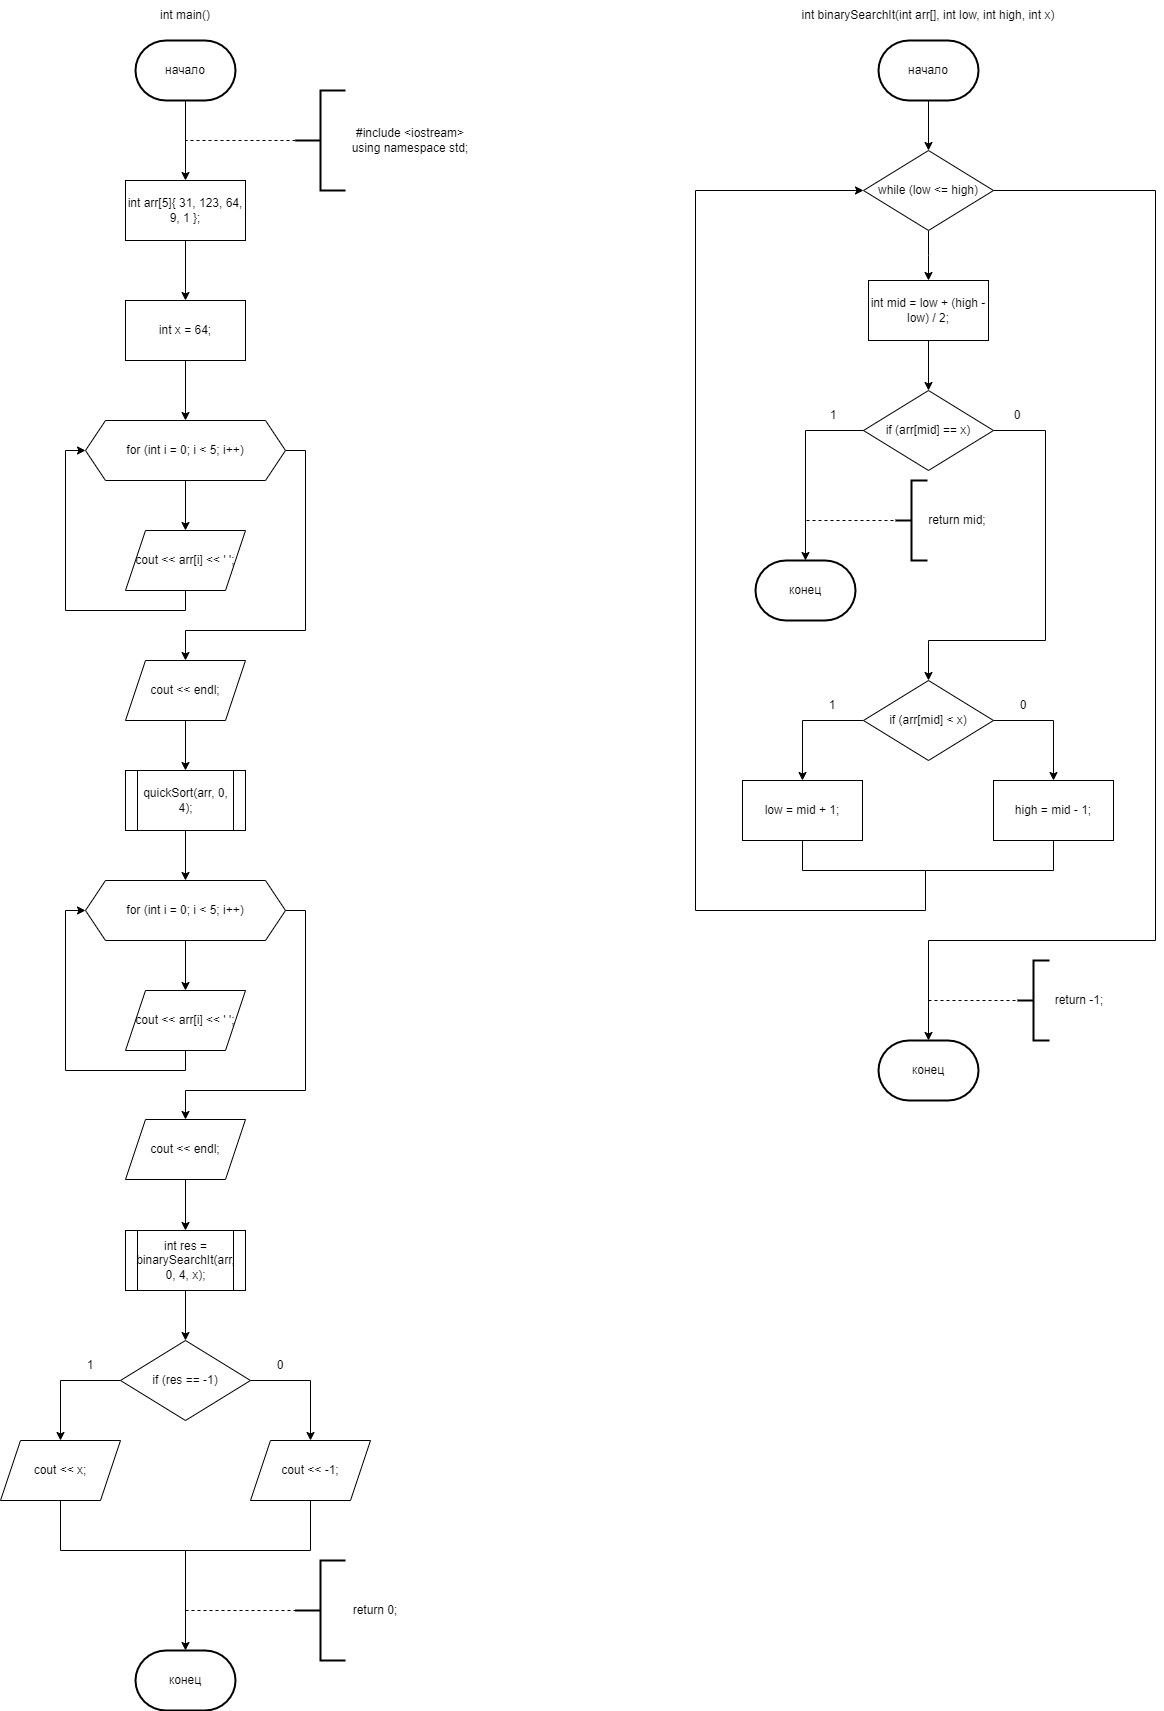 int main()
начало
#include <iostream>
using namespace std;
int arr[5]{ 31, 123, 64,
9, 1 };
int x = 64;
for (int i = 0; i < 5; i++)
cout << arr[i] << ' ';
cout << endl;
quickSort(arr, 0,
4);
for (int i = 0; i < 5; i++)
cout << arr[i] << ' ';
cout << endl;
int res =
binarySearchIt(arr,
0, 4, x);
if (res == -1)
1
0
cout << x;
cout << -1;
return 0;
конец
int binarySearchIt(int arr[], int low, int high, int x)
начало
while (low <= high)
int mid = low + (high -
low) / 2;
if (arr[mid] == x)
1
0
return mid;
конец
if (arr[mid] < x)
1
0
low = mid + 1;
high = mid - 1;
return -1;
конец